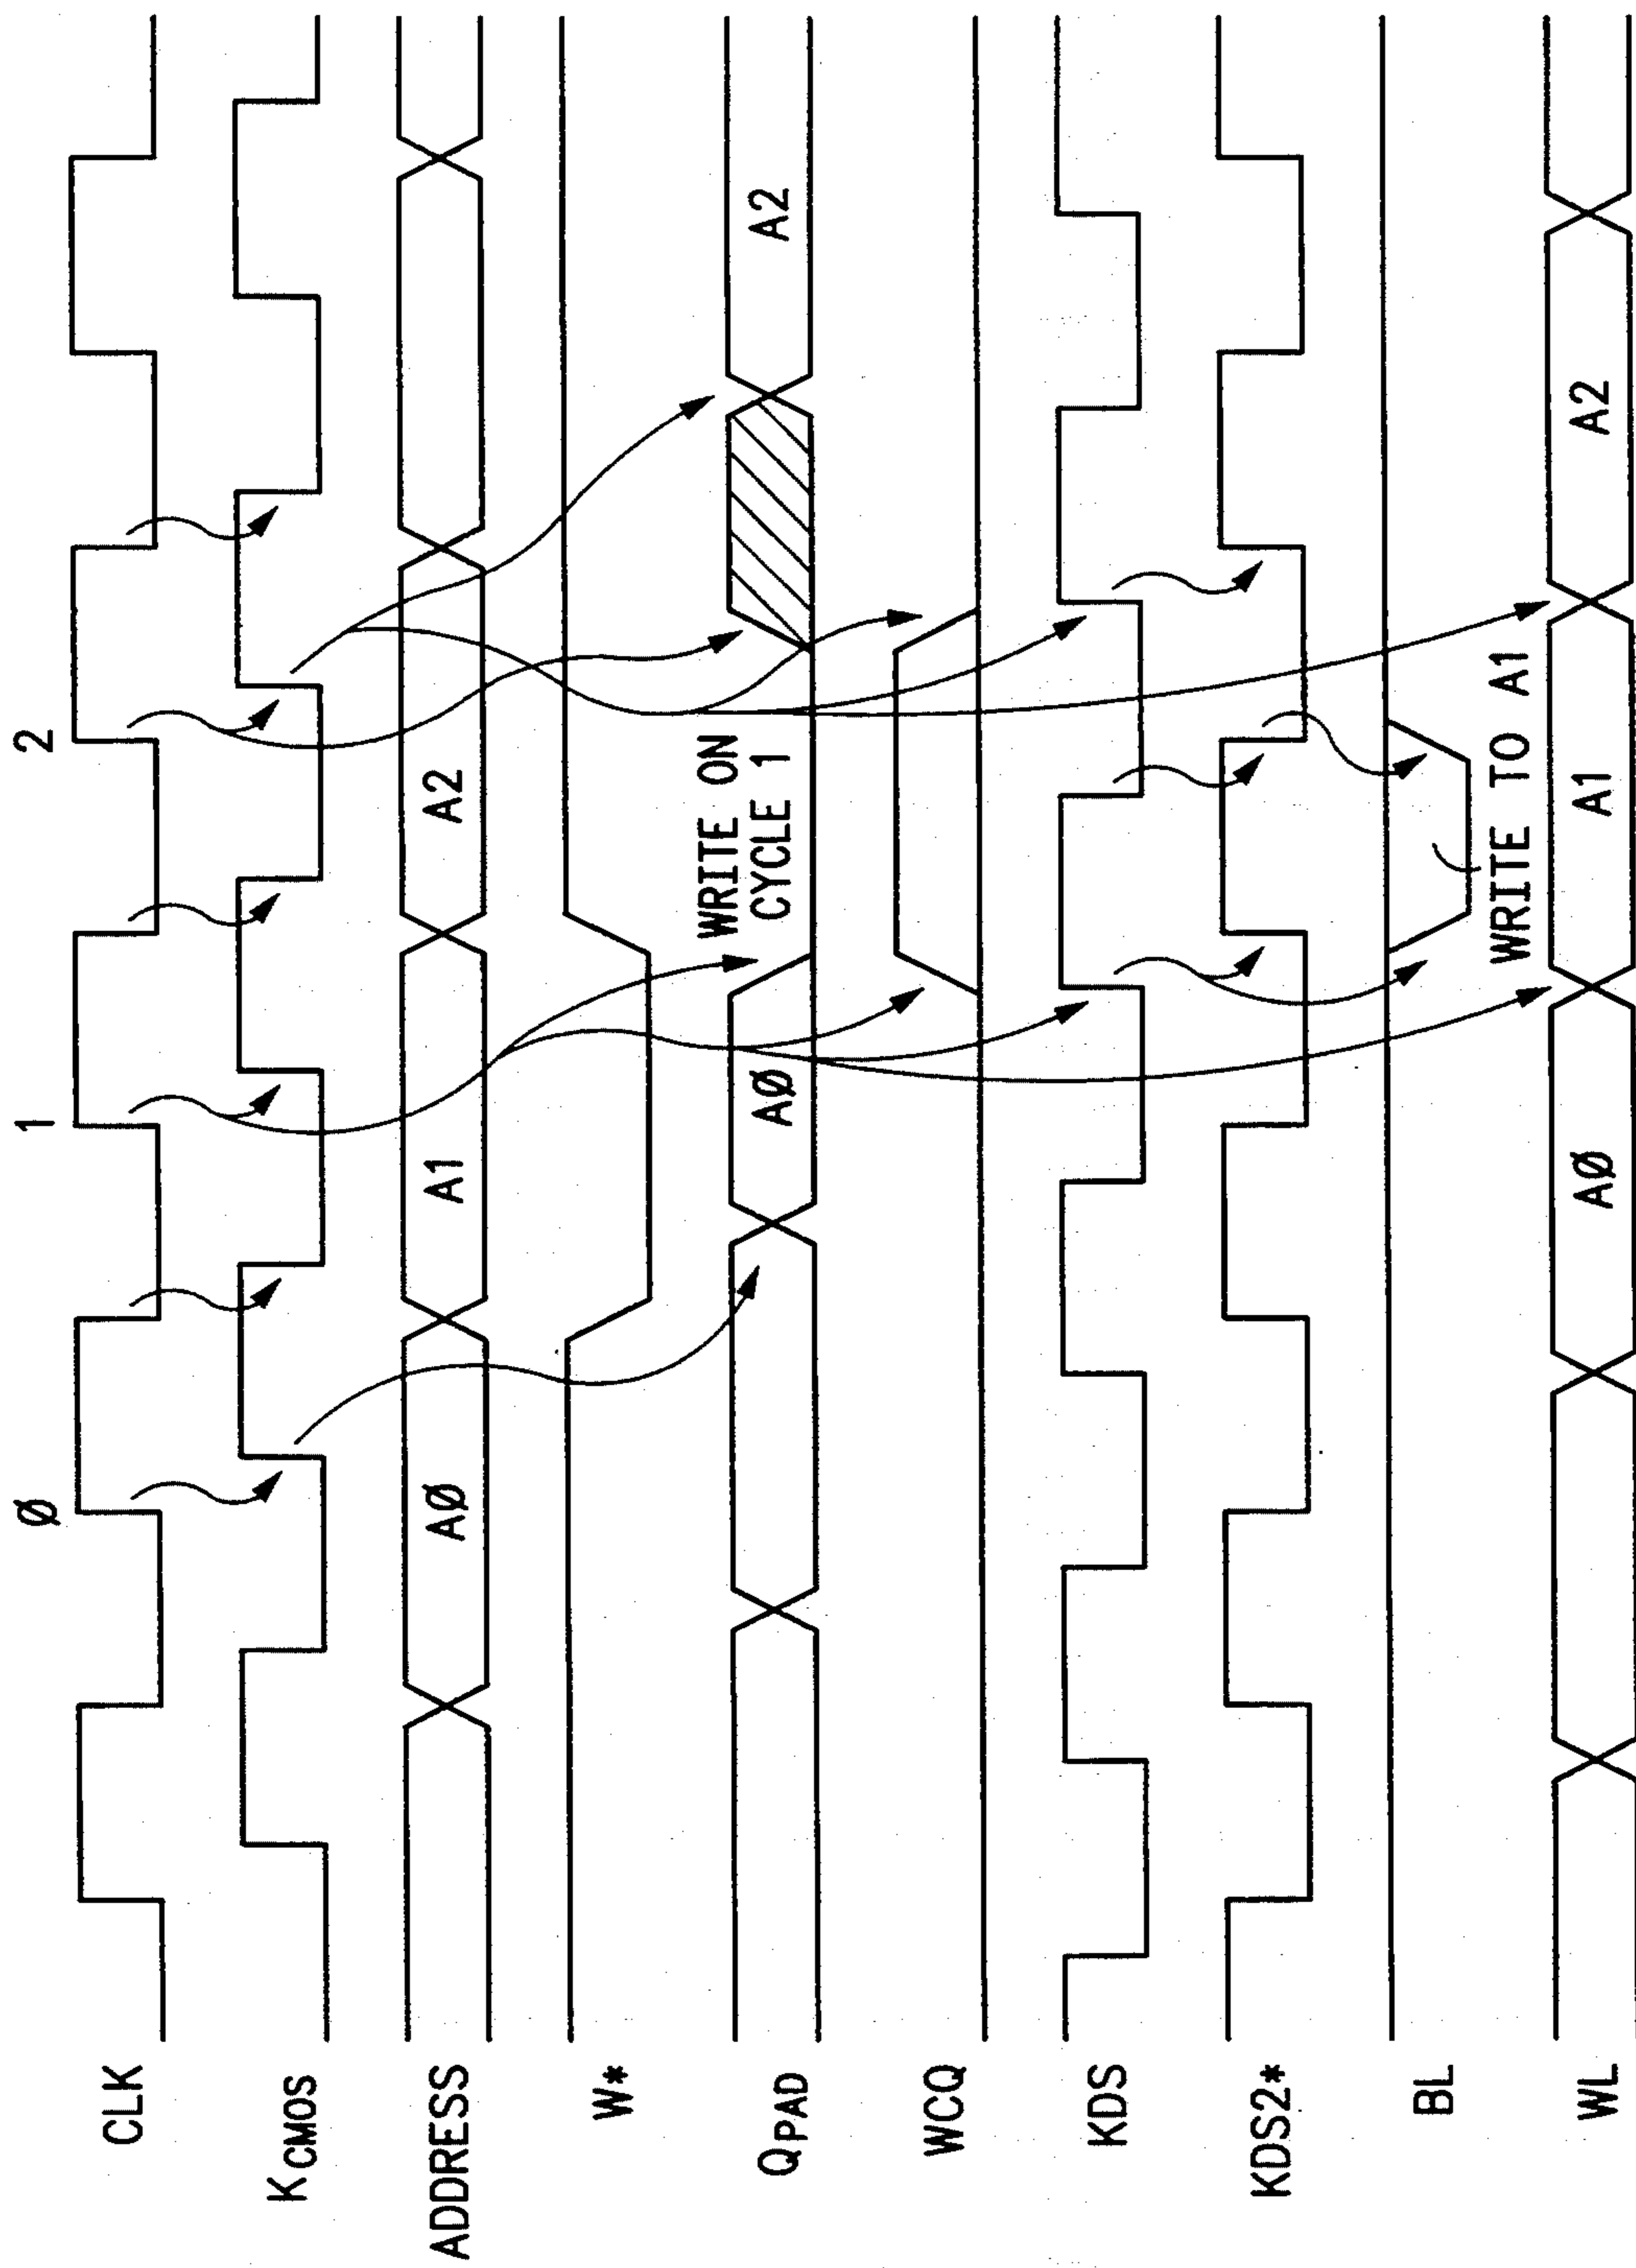 Ø 1 2
CLK
KCMOS
ADDRESS AØ A1 A2
W*
QPAD AØ WRITE ON A2
CYCLE 1
WCQ
KDS
KDS2*
BL
WRITE TO A1
WL AØ A1 A2